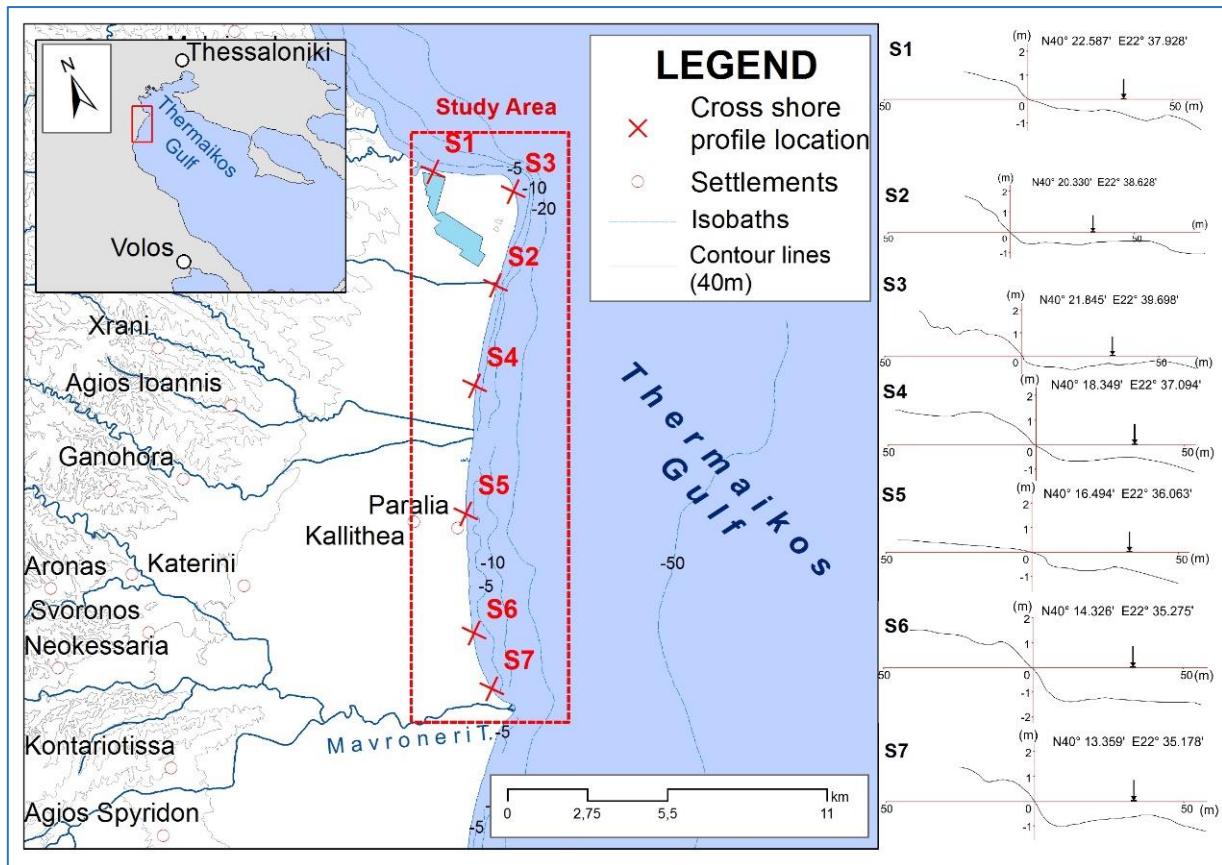 Thessaloniki
N
Thermaikos
Gulf
Volos
LEGEND
Cross shore
profile location
Settlements
Isobaths
Contour lines
(40m)
Study Area
S1
S3
-5
-10
-20
S2
Xrani
S4
Agios Ioannis
Ganohora
S5
Paralia
Kallithea
Aronas
Katerini
-10
-5
Svoronos
S6
Neokessaria
S7
Mavroneri T.
-5
Kontariotissa
Agios Spyridon
-5
Thermaikos
Gulf
-50
km
0
2,75
5,5
11
S1
(m)
N40° 22.587' E22° 37.928'
2
1
50
0
50 (m)
-1
S2
(m)
N40° 20.330' E22° 38.628'
2
1
(m)
50
0
50
-1
S3
(m)
N40° 21.845' E22° 39.698'
2
1
(m)
50
0
50
-1
S4
(m)
N40° 18.349' E22° 37.094'
2
1
50
0
50 (m)
-1
S5
(m)
N40° 16.494' E22° 36.063'
2
1
50
0
50 (m)
-1
S6
(m)
N40° 14.326' E22° 35.275'
2
1
50
0
50 (m)
-1
-2
S7
(m)
N40° 13.359' E22° 35.178'
2
1
50
0
50 (m)
-1